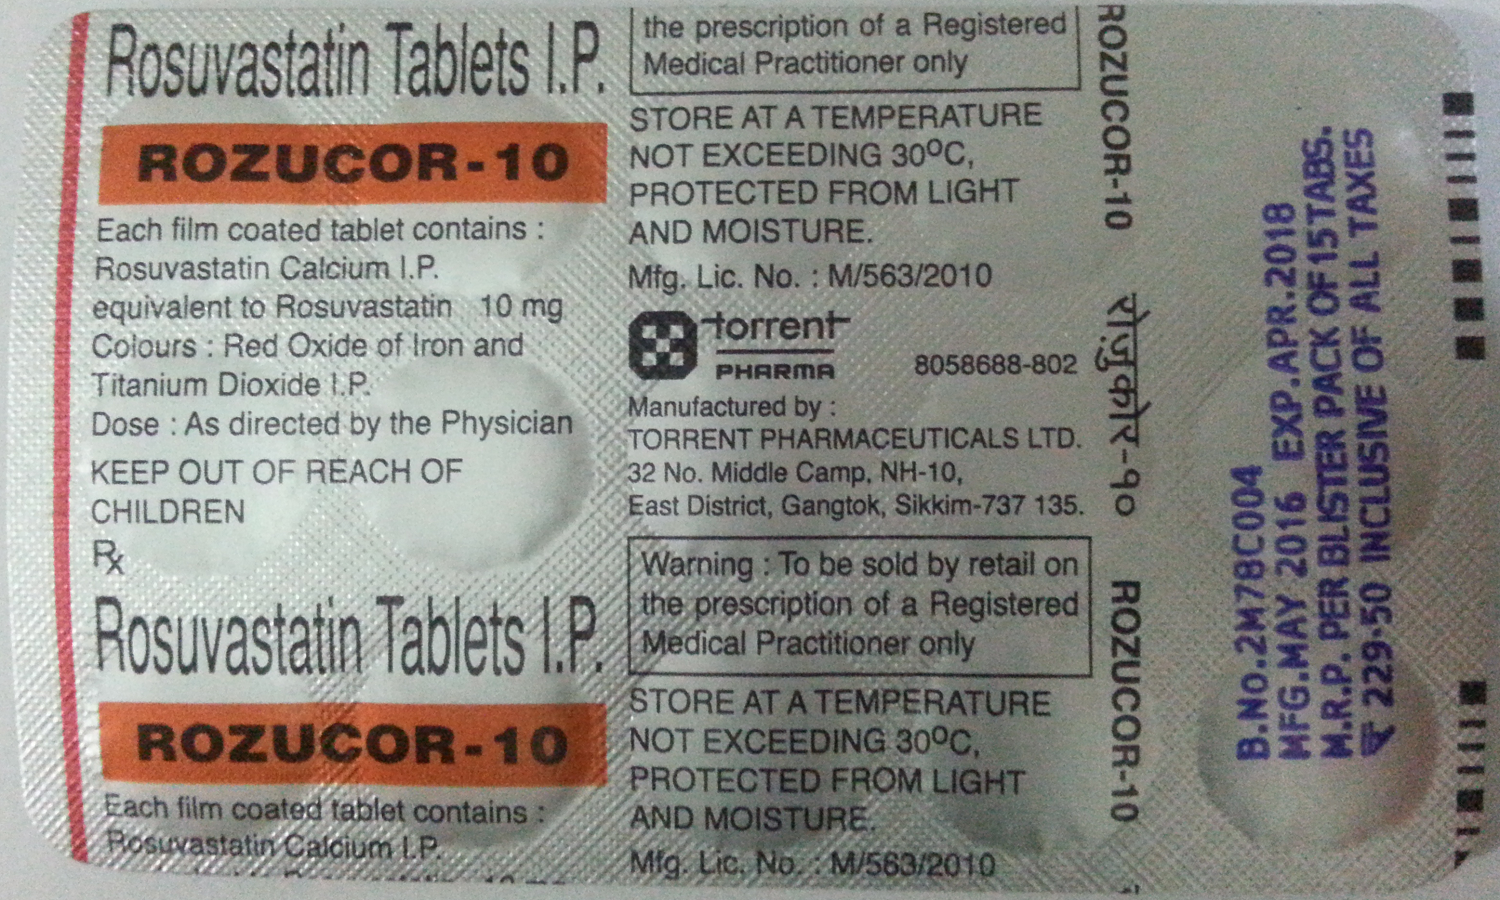 Rosuvastatin Tablets I.P.
ROZUCOR-10
Each film coated tablet contains :
Rosuvastatin Calcium I.P.
equivalent to Rosuvastatin 10 mg
Colours : Red Oxide of Iron and
Titanium Dioxide I.P.
Dose : As directed by the Physician
KEEP OUT OF REACH OF
CHILDREN
Rx
Rosuvastatin Tablets I.P.
ROZUCOR-10
Each film coated tablet contains :
Rosuvastatin Calcium I.P.
the prescription of a Registered
Medical Practitioner only
STORE AT A TEMPERATURE
NOT EXCEEDING 30ºC,
PROTECTED FROM LIGHT
AND MOISTURE.
Mfg. Lic. No. : M/563/2010
torrent
PHARMA
8058688-802
Manufactured by :
TORRENT PHARMACEUTICALS LTD.
32 No. Middle Camp, NH-10,
East District, Gangtok, Sikkim-737 135.
Warning : To be sold by retail on
the prescription of a Registered
Medical Practitioner only
STORE AT A TEMPERATURE
NOT EXCEEDING 30ºC,
PROTECTED FROM LIGHT
AND MOISTURE.
Mfg. Lic. No. : M/563/2010
ROZUCOR-10 रोज़ुकोर-१० ROZUCOR-10
B.No.2M78C004
MFG.MAY 2016 EXP.APR.2018
M.R.P. PER BLISTER PACK OF 15TABS.
₹ 229.50 INCLUSIVE OF ALL TAXES